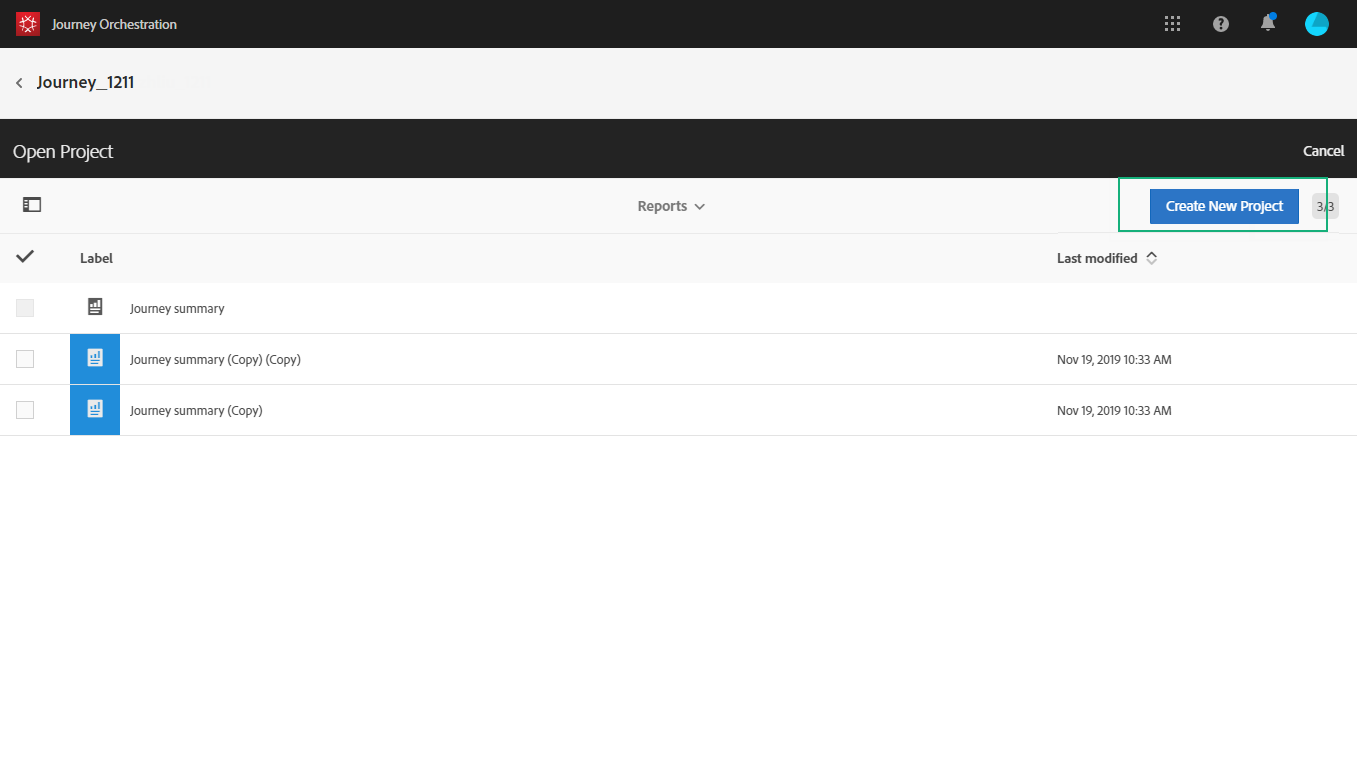 Journey Orchestration
Journey_1211
Open Project
Cancel
Reports
Create New Project
3/3
Label
Last modified
Journey summary
Journey summary (Copy) (Copy)
Nov 19, 2019 10:33 AM
Journey summary (Copy)
Nov 19, 2019 10:33 AM